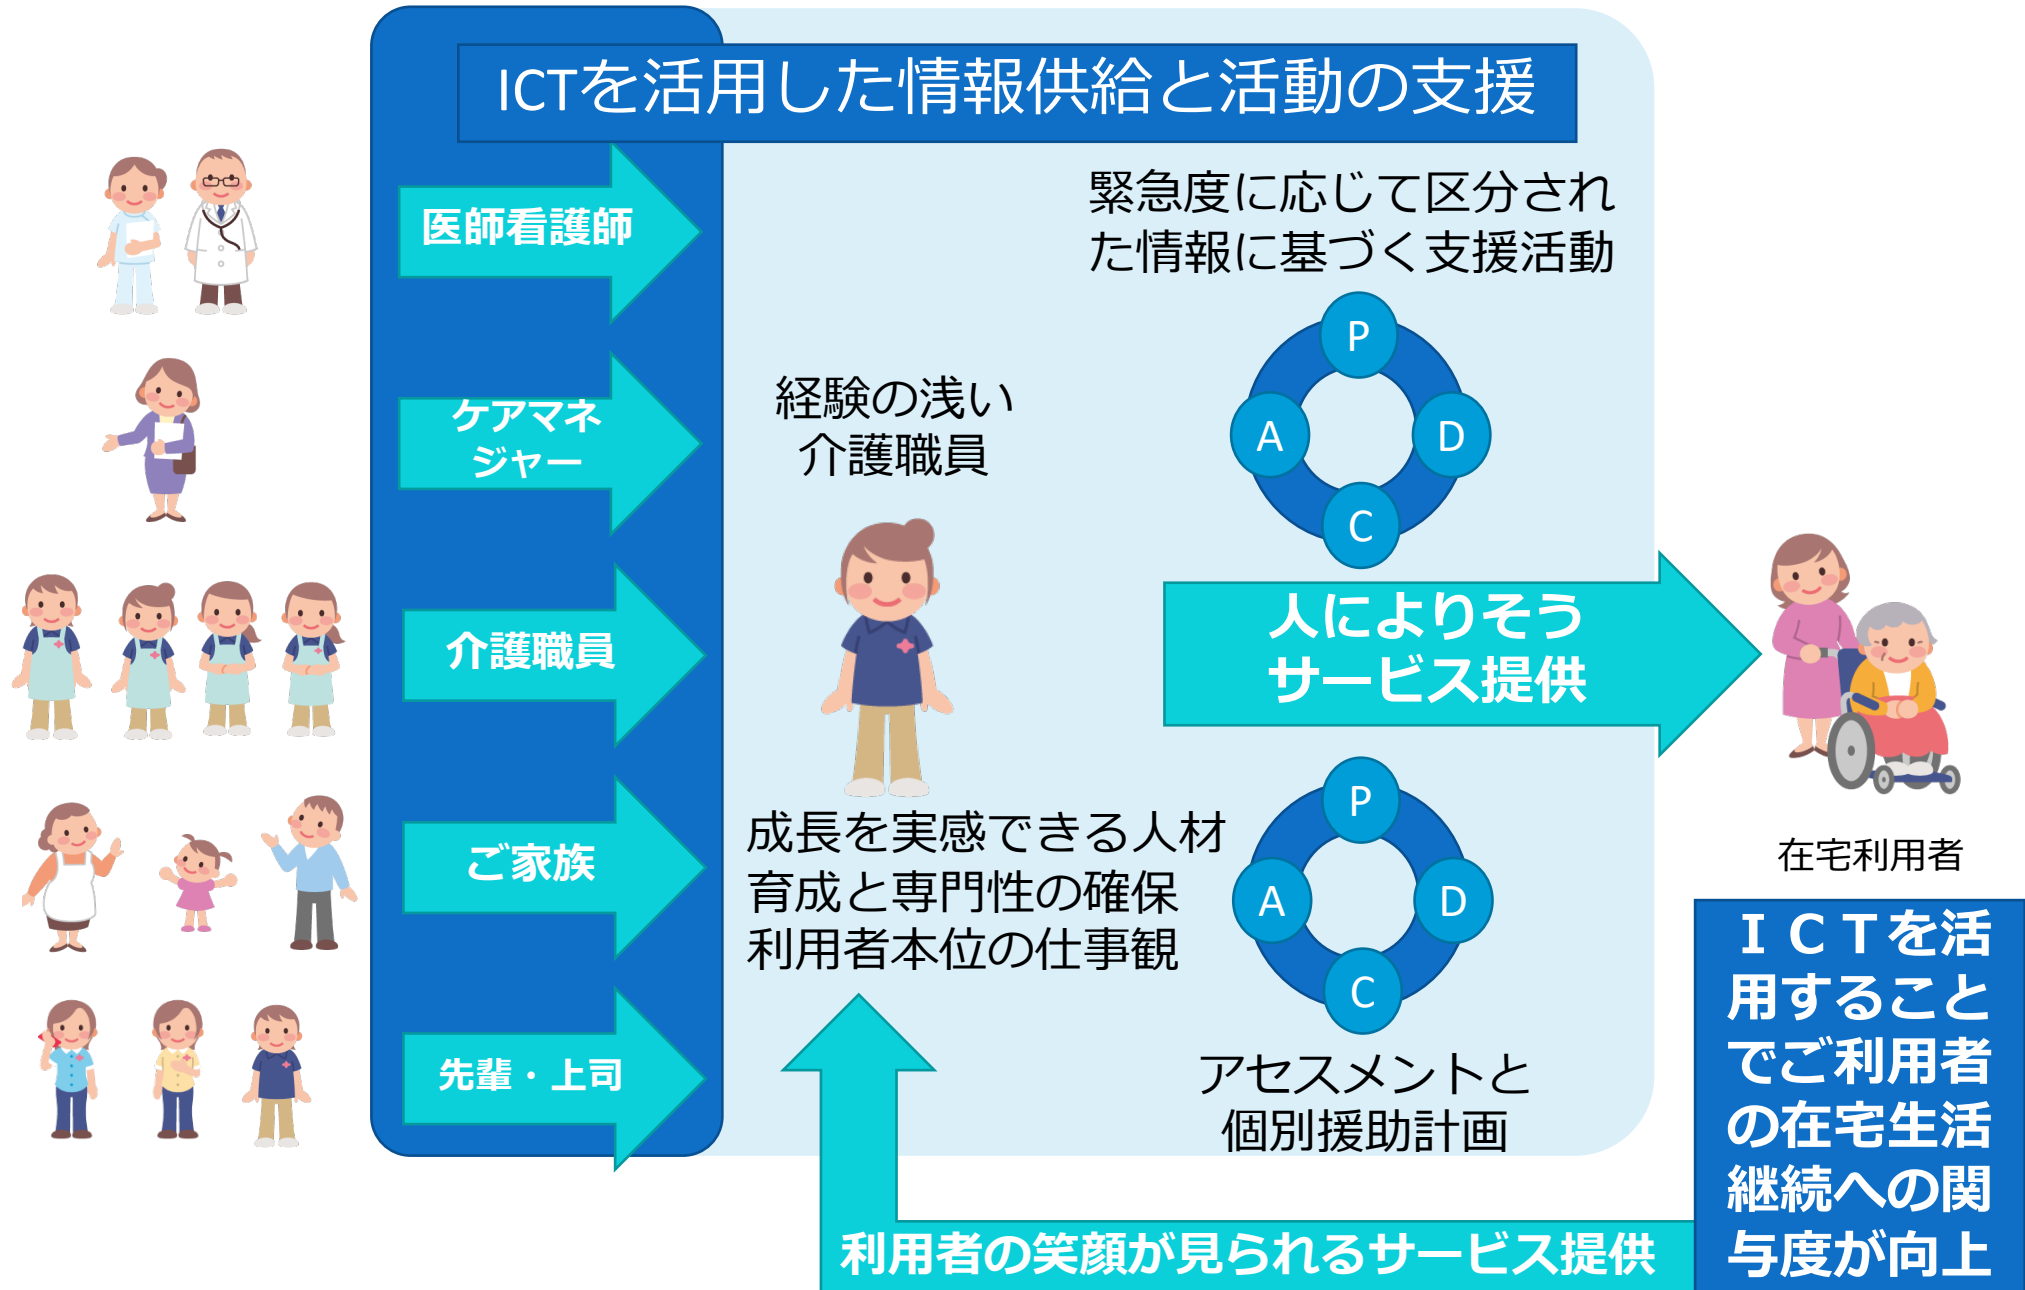 ICTを活用した情報供給と活動の支援
医師看護師
ケアマネ
ジャー
介護職員
ご家族
先輩・上司
経験の浅い
介護職員
成長を実感できる人材
育成と専門性の確保
利用者本位の仕事観
緊急度に応じて区分され
た情報に基づく支援活動
P
A
D
C
人によりそう
サービス提供
P
A
D
C
アセスメントと
個別援助計画
在宅利用者
ＩＣＴを活
用すること
でご利用者
の在宅生活
継続への関
与度が向上
利用者の笑顔が見られるサービス提供